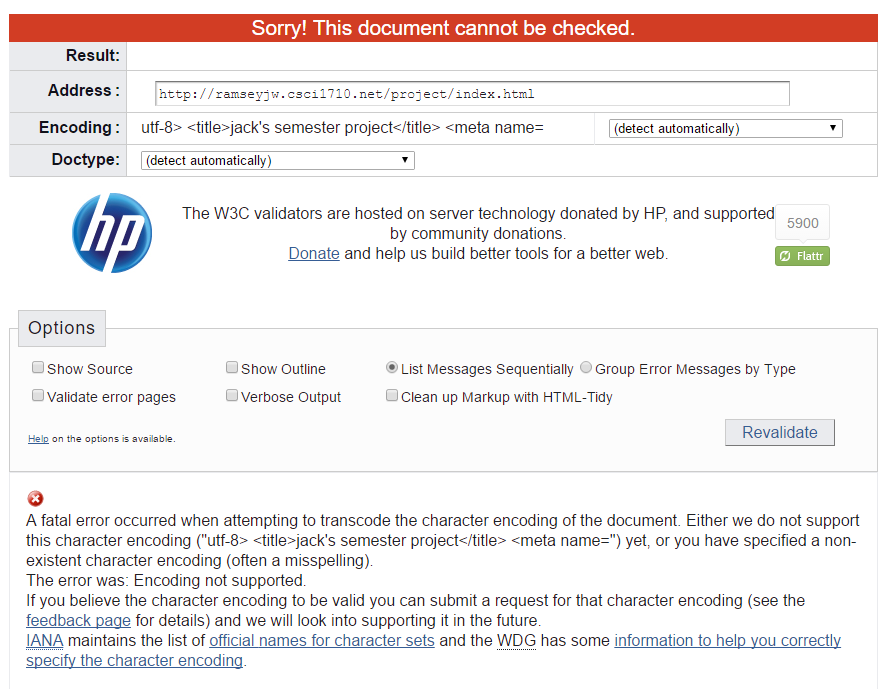 Sorry! This document cannot be checked.
Result:
Address : http://ramseyjw.csci1710.net/project/index.html
Encoding : utf-8> <title>jack's semester project</title> <meta name= (detect automatically)
Doctype: (detect automatically)
hp
The W3C validators are hosted on server technology donated by HP, and supported
by community donations.
Donate and help us build better tools for a better web.
5900
Flattr
Options
Show Source Show Outline List Messages Sequentially Group Error Messages by Type
Validate error pages Verbose Output Clean up Markup with HTML-Tidy
Help on the options is available.
Revalidate
A fatal error occurred when attempting to transcode the character encoding of the document. Either we do not support
this character encoding ("utf-8> <title>jack's semester project</title> <meta name=") yet, or you have specified a non-
existent character encoding (often a misspelling).
The error was: Encoding not supported.
If you believe the character encoding to be valid you can submit a request for that character encoding (see the
feedback page for details) and we will look into supporting it in the future.
IANA maintains the list of official names for character sets and the WDG has some information to help you correctly
specify the character encoding.